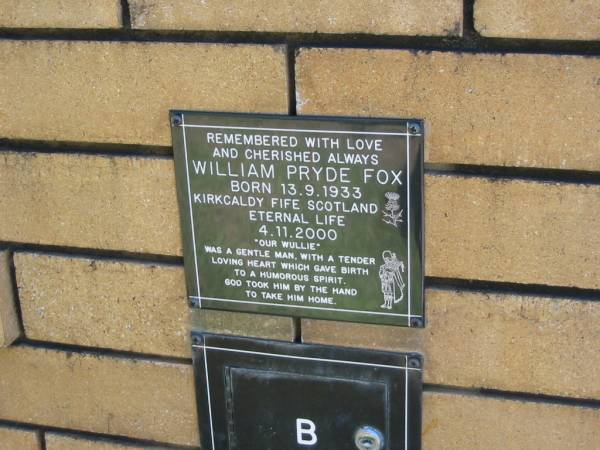 REMEMBERED WITH LOVE
AND CHERISHED ALWAYS
WILLIAM PRYDE FOX
BORN 13.9.1933
KIRKCALDY FIFE SCOTLAND
ETERNAL LIFE
4.11.2000
"OUR WULLIE"
WAS A GENTLE MAN, WITH A TENDER
LOVING HEART WHICH GAVE BIRTH
TO A HUMOROUS SPIRIT.
GOD TOOK HIM BY THE HAND
TO TAKE HIM HOME.
B